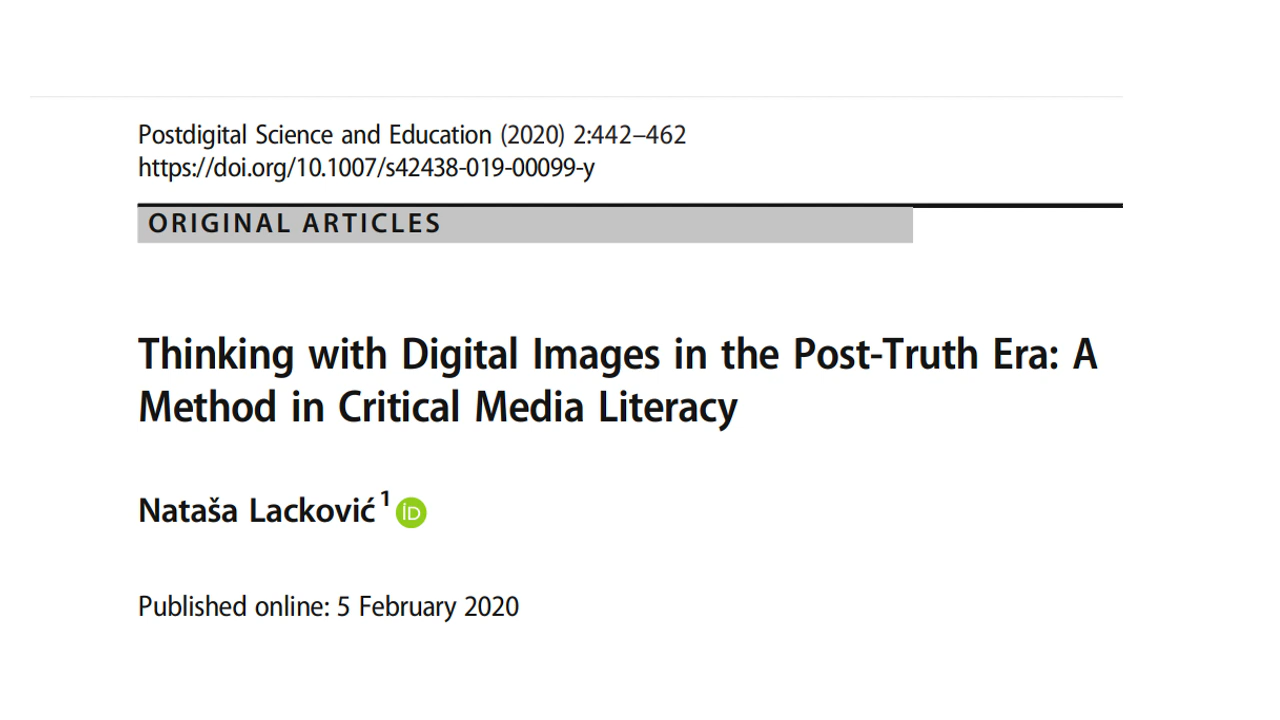 Postdigital Science and Education (2020) 2:442–462
https://doi.org/10.1007/s42438-019-00099-y
ORIGINAL ARTICLES
Thinking with Digital Images in the Post-Truth Era: A
Method in Critical Media Literacy
Nataša Lacković1 iD
Published online: 5 February 2020